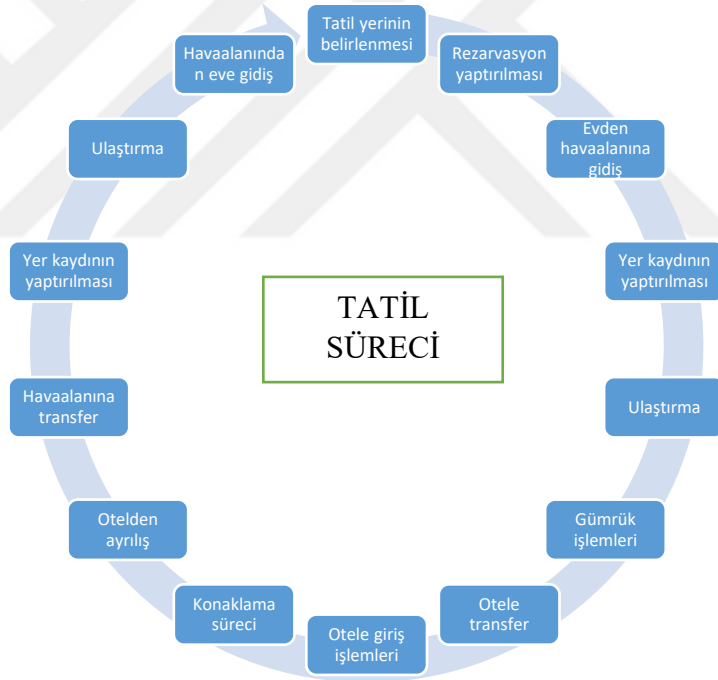 Tatil yerinin
belirlenmesi
Rezarvasyon
yaptırılması
Evden
havaalanına
gidiş
Yer kaydının
yaptırılması
Ulaştırma
Gümrük
işlemleri
Otele
transfer
Otele giriş
işlemleri
Konaklama
süreci
Otelden
ayrılış
Havaalanına
transfer
Yer kaydının
yaptırılması
Ulaştırma
Havaalanında
n eve gidiş
TATİL
SÜRECİ